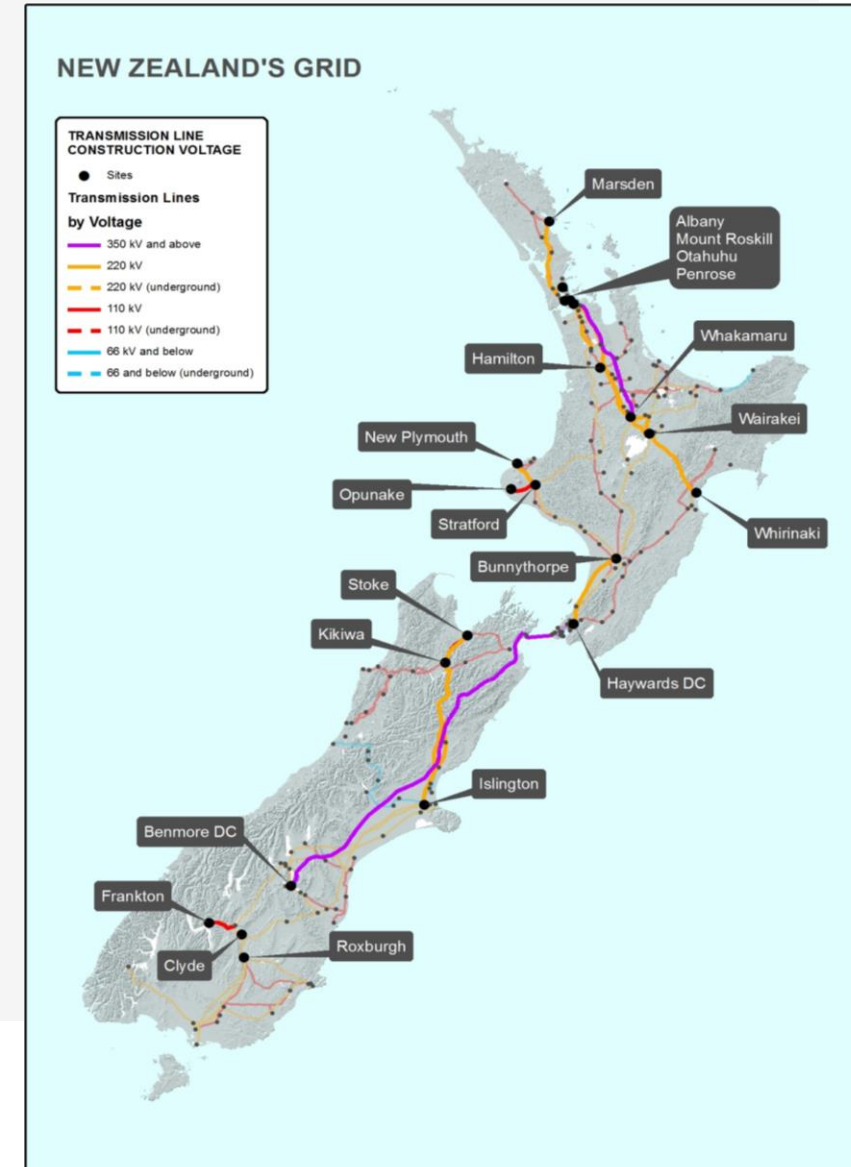 NEW ZEALAND'S GRID
TRANSMISSION LINE
CONSTRUCTION VOLTAGE
Sites
Transmission Lines
by Voltage
350 kV and above
220 kV
220 kV (underground)
110 kV
110 kV (underground)
66 kV and below
66 and below (underground)
Marsden
Albany
Mount Roskill
Otahuhu
Penrose
Whakamaru
Hamilton
Wairakei
New Plymouth
Opunake
Stratford
Whirinaki
Bunnythorpe
Stoke
Kikiwa
Haywards DC
Islington
Benmore DC
Frankton
Roxburgh
Clyde